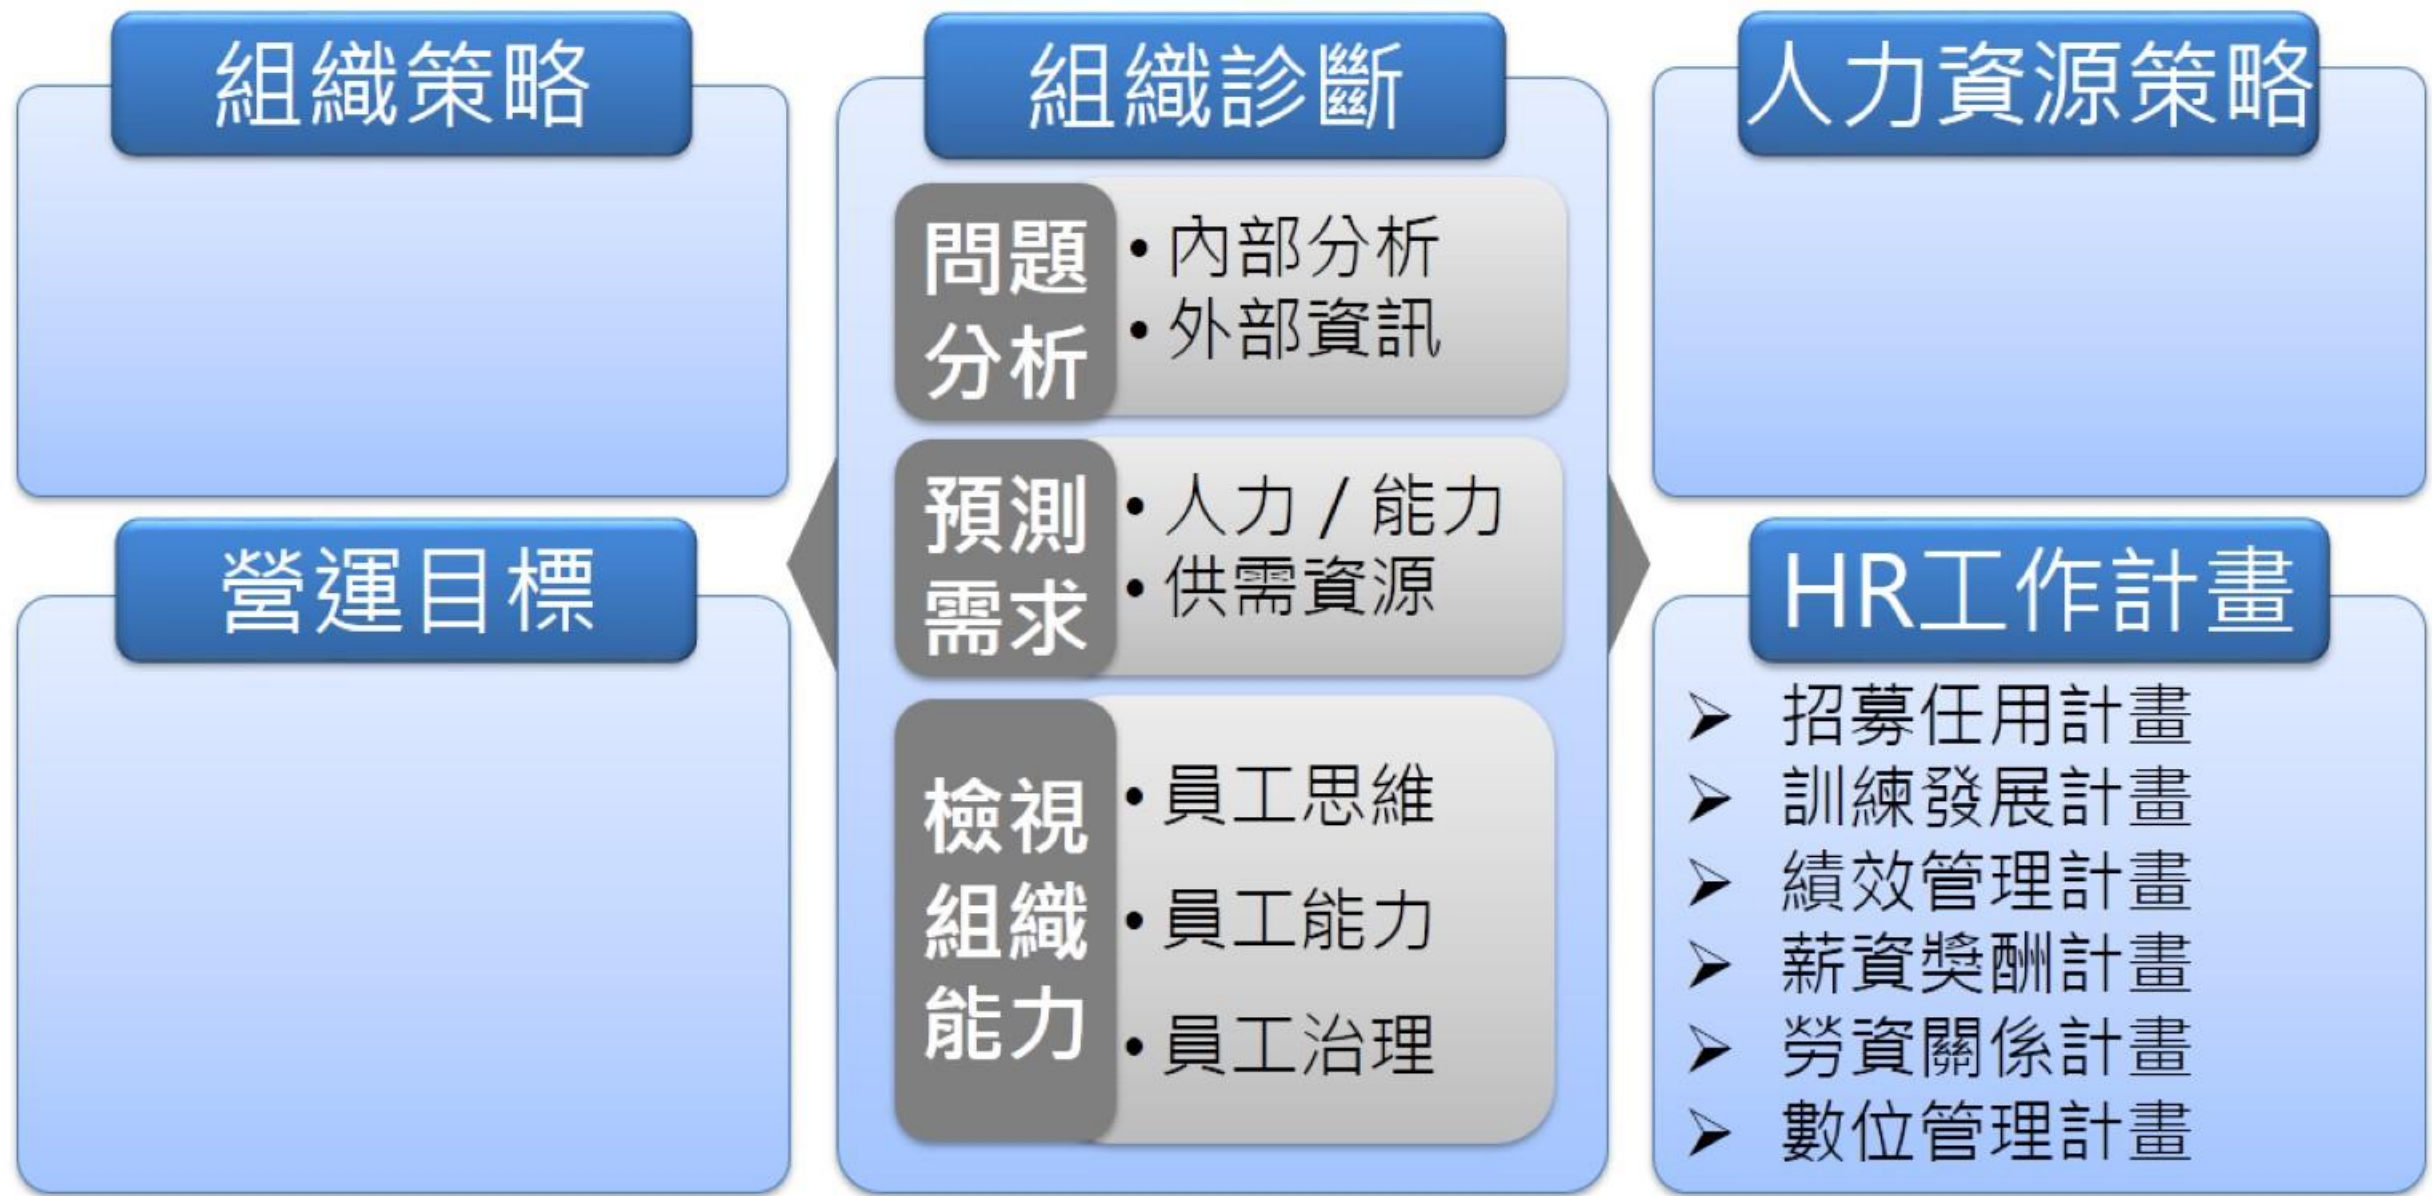 組織策略
營運目標
組織診斷
問題
分析
• 內部分析
• 外部資訊
預測
需求
• 人力 / 能力
• 供需資源
檢視
組織
能力
• 員工思維
• 員工能力
• 員工治理
人力資源策略
HR工作計畫
➢ 招募任用計畫
➢ 訓練發展計畫
➢ 績效管理計畫
➢ 薪資獎酬計畫
➢ 勞資關係計畫
➢ 數位管理計畫